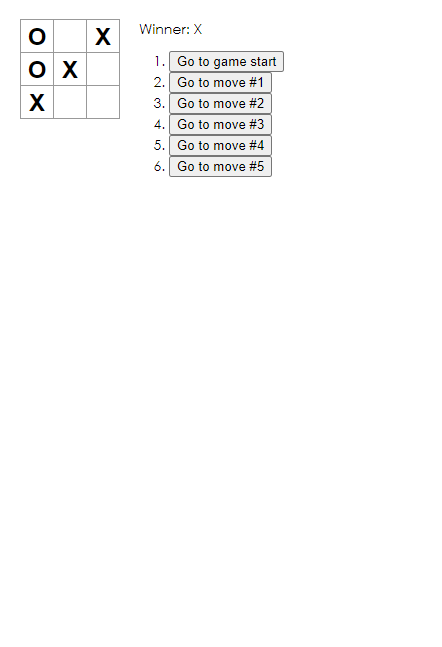 O X
O X
X
Winner: X
1. Go to game start
2. Go to move #1
3. Go to move #2
4. Go to move #3
5. Go to move #4
6. Go to move #5